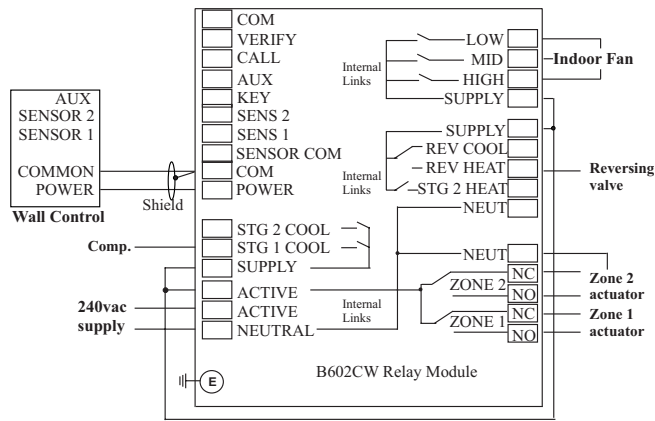 COM
VERIFY
CALL
AUX
KEY
SENS 2
SENS 1
SENSOR COM
COM
POWER
AUX
SENSOR 2
SENSOR 1
COMMON
POWER
Wall Control
Shield
STG 2 COOL
STG 1 COOL
SUPPLY
ACTIVE
ACTIVE
NEUTRAL
Comp.
240vac
supply
E
Internal
Links
LOW
MID
HIGH
SUPPLY
Indoor Fan
Internal
Links
SUPPLY
REV COOL
REV HEAT
STG 2 HEAT
NEUT
Reversing
valve
Internal
Links
NEUT
ZONE 2
NC
NO
ZONE 1
NC
NO
Zone 2
actuator
Zone 1
actuator
B602CW Relay Module